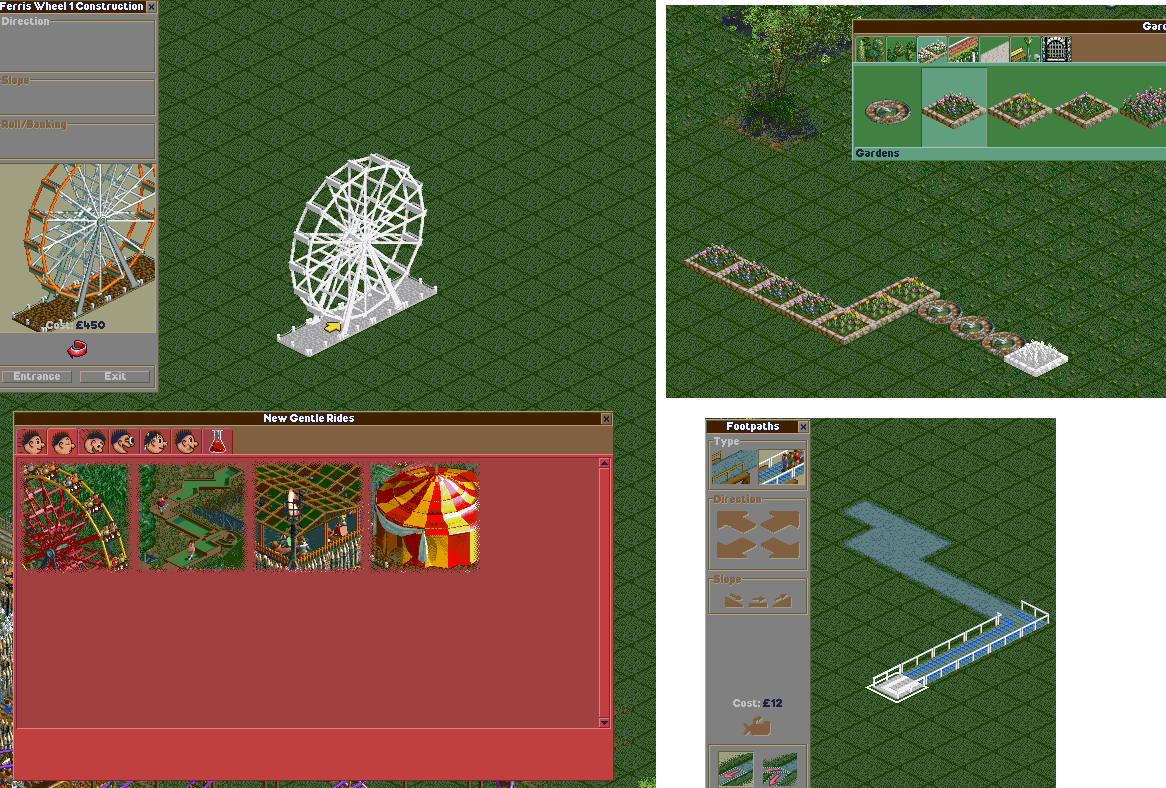 Ferris Wheel 1 Construction
Direction
Slope
Roll/Banking
Cost: £450
Entrance
Exit
Gardens
New Gentle Rides
Footpaths
Type
Direction
Slope
Cost: £12